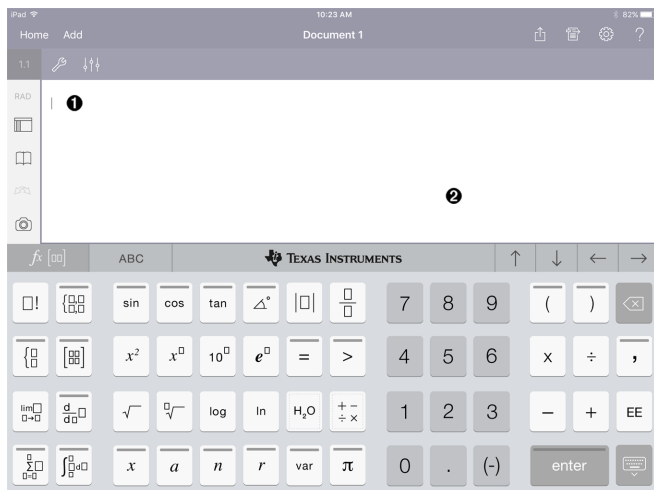 iPad 10:23 AM 82%
Home Add Document 1 ?
1.1
RAD ❶
❷
fx [▯▯] ABC TEXAS INSTRUMENTS ↑ ↓ ← →
▯! {▯,▯ ▯,▯ sin cos tan ∡° |▯| ▯/▯ 7 8 9 ( )
{▯ ▯ [▯▯ ▯▯] x² x▯ 10▯ e▯ = > 4 5 6 x ÷ ,
lim▯ ▯→▯ d/d▯ ▯ √ ▯√ log ln H₂O + − ÷ × 1 2 3 − + EE
▯ Σ▯ ▯=▯ ∫▯ ▯ ▯d▯ x a n r var π 0 . (-) enter